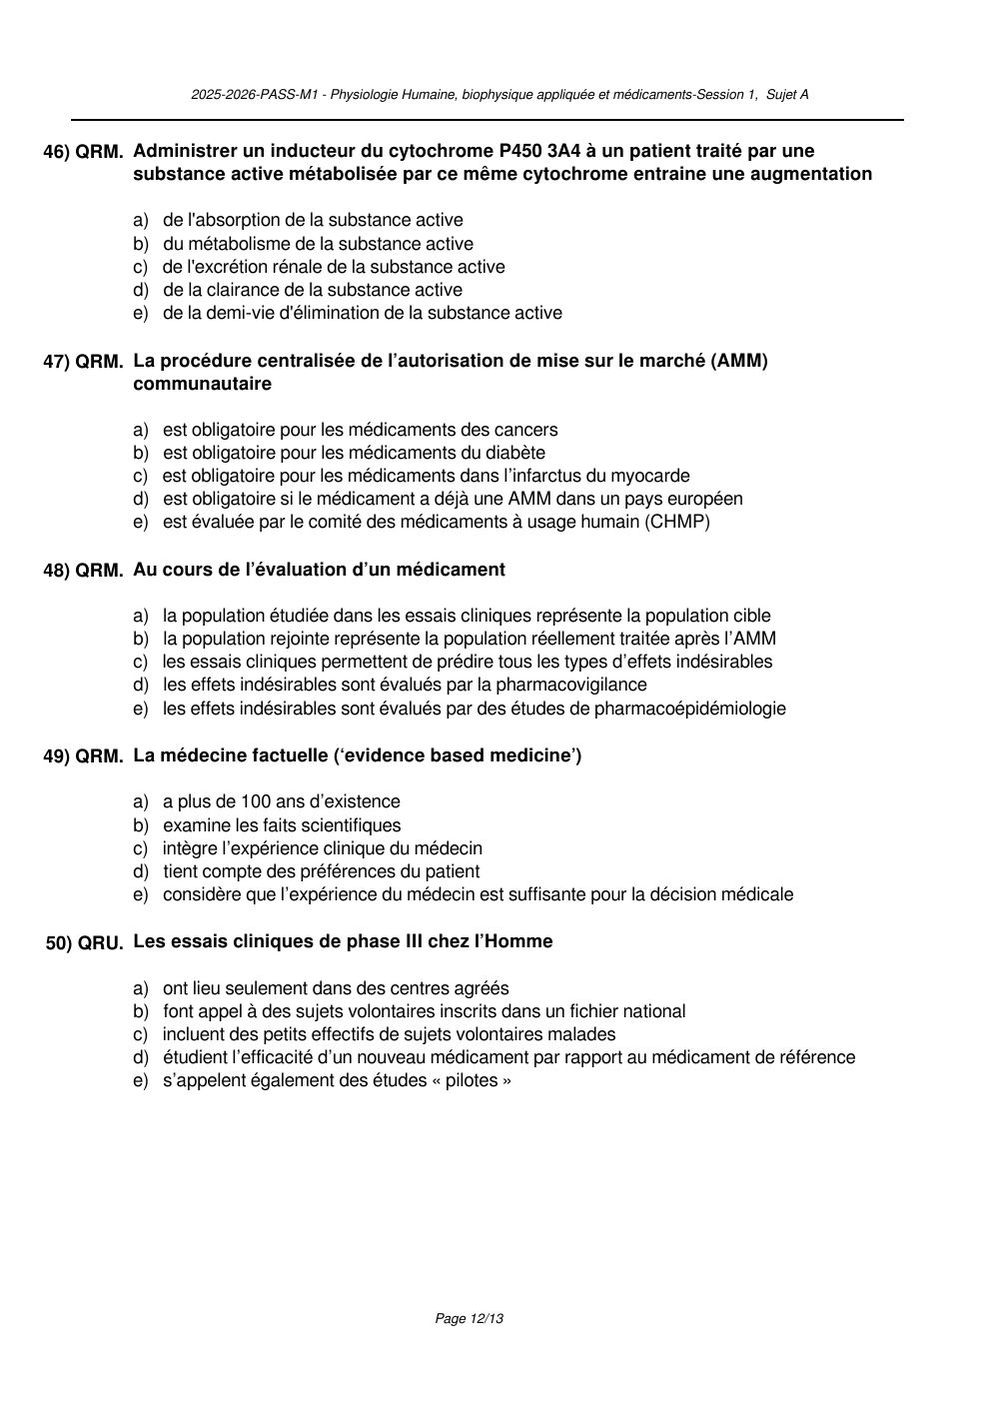 2025-2026-PASS-M1 - Physiologie Humaine, biophysique appliquée et médicaments-Session 1, Sujet A
46) QRM. Administrer un inducteur du cytochrome P450 3A4 à un patient traité par une
substance active métabolisée par ce même cytochrome entraine une augmentation
a) de l'absorption de la substance active
b) du métabolisme de la substance active
c) de l'excrétion rénale de la substance active
d) de la clairance de la substance active
e) de la demi-vie d'élimination de la substance active
47) QRM. La procédure centralisée de l’autorisation de mise sur le marché (AMM)
communautaire
a) est obligatoire pour les médicaments des cancers
b) est obligatoire pour les médicaments du diabète
c) est obligatoire pour les médicaments dans l’infarctus du myocarde
d) est obligatoire si le médicament a déjà une AMM dans un pays européen
e) est évaluée par le comité des médicaments à usage humain (CHMP)
48) QRM. Au cours de l’évaluation d’un médicament
a) la population étudiée dans les essais cliniques représente la population cible
b) la population rejointe représente la population réellement traitée après l’AMM
c) les essais cliniques permettent de prédire tous les types d’effets indésirables
d) les effets indésirables sont évalués par la pharmacovigilance
e) les effets indésirables sont évalués par des études de pharmacoépidémiologie
49) QRM. La médecine factuelle (‘evidence based medicine’)
a) a plus de 100 ans d’existence
b) examine les faits scientifiques
c) intègre l’expérience clinique du médecin
d) tient compte des préférences du patient
e) considère que l’expérience du médecin est suffisante pour la décision médicale
50) QRU. Les essais cliniques de phase III chez l’Homme
a) ont lieu seulement dans des centres agréés
b) font appel à des sujets volontaires inscrits dans un fichier national
c) incluent des petits effectifs de sujets volontaires malades
d) étudient l’efficacité d’un nouveau médicament par rapport au médicament de référence
e) s’appelent également des études « pilotes »
Page 12/13